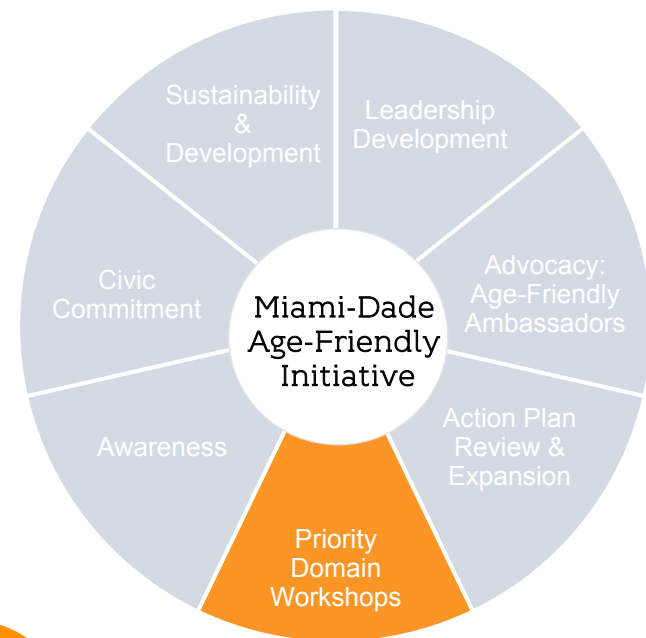 Sustainability
&
Development
Leadership
Development
Civic
Commitment
Miami-Dade
Age-Friendly
Initiative
Advocacy:
Age-Friendly
Ambassadors
Awareness
Action Plan
Review &
Expansion
Priority
Domain
Workshops